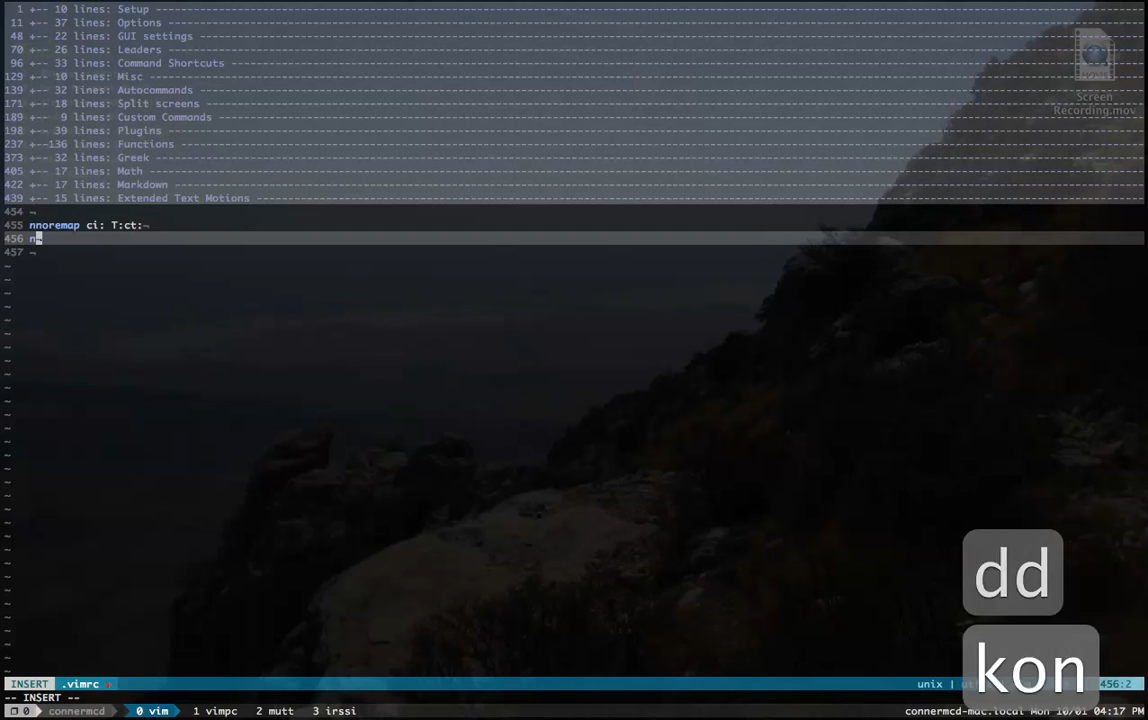 1 +-- 10 lines: Setup
11 +-- 37 lines: Options
48 +-- 22 lines: GUI settings
70 +-- 26 lines: Leaders
96 +-- 33 lines: Command Shortcuts
129 +-- 10 lines: Misc
139 +-- 32 lines: Autocommands
171 +-- 18 lines: Split screens
189 +-- 9 lines: Custom Commands
198 +-- 39 lines: Plugins
237 +--136 lines: Functions
373 +-- 32 lines: Greek
405 +-- 17 lines: Math
422 +-- 17 lines: Markdown
439 +-- 15 lines: Extended Text Motions
Screen
Recording.mov
454 ¬
455 nnoremap ci: T:ct:¬
456 n¬
457 ¬
dd
kon
INSERT .vimrc + unix | 456:2
-- INSERT --
0 connermcd 0 vim 1 vimpc 2 mutt 3 irssi connermcd-mac.local Mon 10/01 04:17 PM